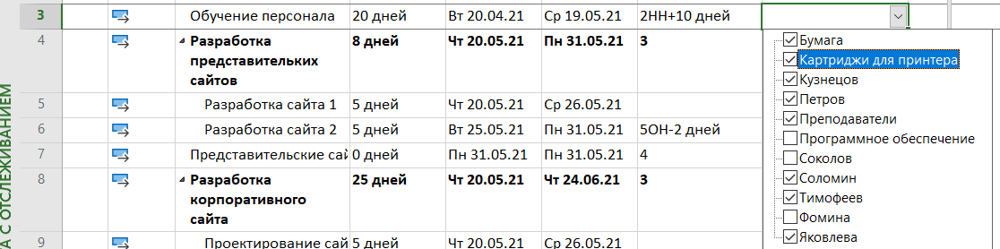 3 Обучение персонала 20 дней Вт 20.04.21 Ср 19.05.21 2НН+10 дней
4 Разработка представительких сайтов 8 дней Чт 20.05.21 Пн 31.05.21 3
5 Разработка сайта 1 5 дней Чт 20.05.21 Ср 26.05.21
6 Разработка сайта 2 5 дней Вт 25.05.21 Пн 31.05.21 5ОН-2 дней
7 Представительские сай 0 дней Пн 31.05.21 Пн 31.05.21 4
8 Разработка корпоративного сайта 25 дней Чт 20.05.21 Чт 24.06.21 3
9 Проектирование сай 5 дней Чт 20.05.21 Ср 26.05.21
Бумага
Картриджи для принтера
Кузнецов
Петров
Преподаватели
Программное обеспечение
Соколов
Соломин
Тимофеев
Фомина
Яковлева
А С ОТСЛЕЖИВАНИЕМ